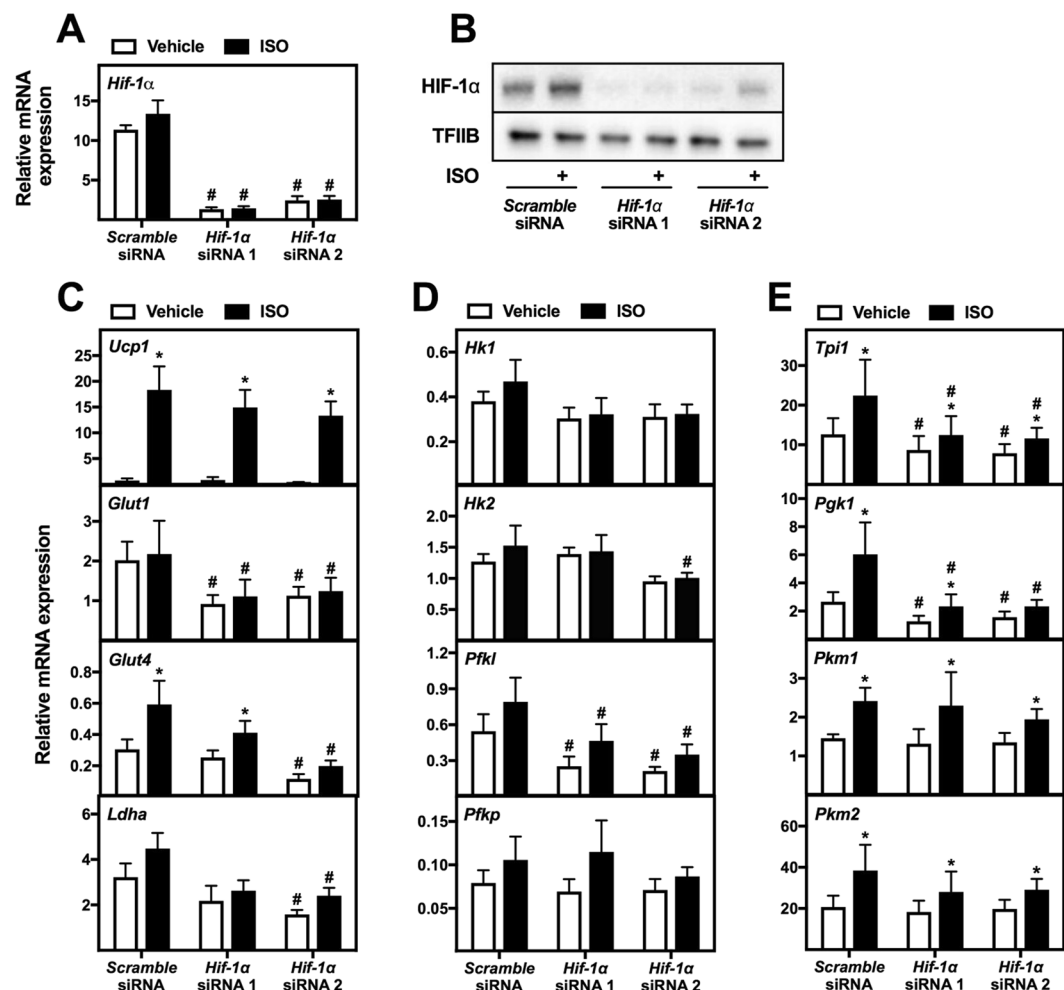 A
Vehicle ISO
Relative mRNA
expression
Hif-1α
15
10
5
# # # #
Scramble
siRNA
Hif-1α
siRNA 1
Hif-1α
siRNA 2
B
HIF-1α
TFIIB
ISO + + +
Scramble
siRNA
Hif-1α
siRNA 1
Hif-1α
siRNA 2
C
Vehicle ISO
Relative mRNA expression
Ucp1
25
20
15
10
5
* * *
Glut1
3
2
1
# # # #
Glut4
0.8
0.6
0.4
0.2
* * # #
Ldha
6
4
2
# #
Scramble
siRNA
Hif-1α
siRNA 1
Hif-1α
siRNA 2
D
Vehicle ISO
Hk1
0.6
0.4
0.2
Hk2
2.0
1.5
1.0
0.5
#
Pfkl
1.2
0.9
0.6
0.3
# # # #
Pfkp
0.15
0.10
0.05
Scramble
siRNA
Hif-1α
siRNA 1
Hif-1α
siRNA 2
E
Vehicle ISO
Tpi1
30
20
10
* # # * # # *
Pgk1
10
8
6
4
2
* # # * # #
Pkm1
3
2
1
* * *
Pkm2
60
40
20
* * *
Scramble
siRNA
Hif-1α
siRNA 1
Hif-1α
siRNA 2